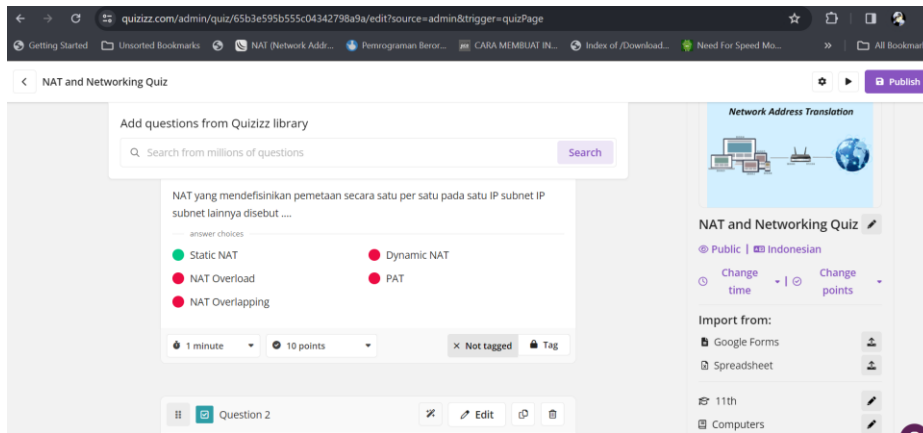 quizizz.com/admin/quiz/65b3e595b555c04342798a9a/edit?source=admin&trigger=quizPage
Getting Started Unsorted Bookmarks NAT (Network Addr... Pemrograman Beror... CARA MEMBUAT IN... Index of /Download... Need For Speed Mo... » All Bookmar
NAT and Networking Quiz
Publish
Add questions from Quizizz library
Search from millions of questions
Search
NAT yang mendefisinikan pemetaan secara satu per satu pada satu IP subnet IP
subnet lainnya disebut ....
answer choices
Static NAT
Dynamic NAT
NAT Overload
PAT
NAT Overlapping
1 minute
10 points
× Not tagged
Tag
Question 2
Edit
Network Address Translation
NAT and Networking Quiz
Public | Indonesian
Change time | Change points
Import from:
Google Forms
Spreadsheet
11th
Computers